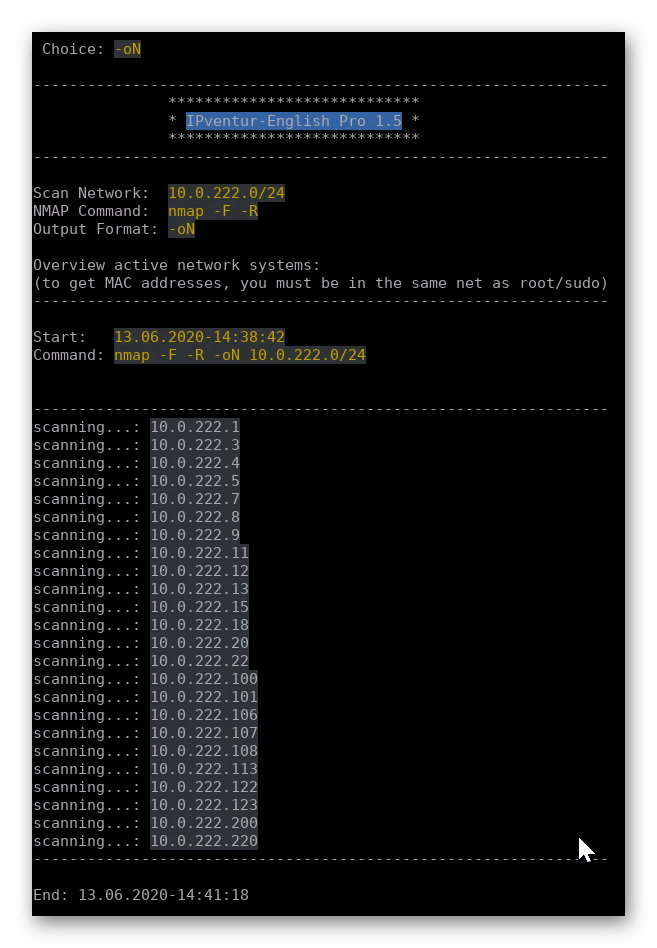 Choice: -oN
----------------------------------------------------------------
****************************
* IPventur-English Pro 1.5 *
****************************
----------------------------------------------------------------
Scan Network: 10.0.222.0/24
NMAP Command: nmap -F -R
Output Format: -oN
Overview active network systems:
(to get MAC addresses, you must be in the same net as root/sudo)
----------------------------------------------------------------
Start: 13.06.2020-14:38:42
Command: nmap -F -R -oN 10.0.222.0/24
----------------------------------------------------------------
scanning...: 10.0.222.1
scanning...: 10.0.222.3
scanning...: 10.0.222.4
scanning...: 10.0.222.5
scanning...: 10.0.222.7
scanning...: 10.0.222.8
scanning...: 10.0.222.9
scanning...: 10.0.222.11
scanning...: 10.0.222.12
scanning...: 10.0.222.13
scanning...: 10.0.222.15
scanning...: 10.0.222.18
scanning...: 10.0.222.20
scanning...: 10.0.222.22
scanning...: 10.0.222.100
scanning...: 10.0.222.101
scanning...: 10.0.222.106
scanning...: 10.0.222.107
scanning...: 10.0.222.108
scanning...: 10.0.222.113
scanning...: 10.0.222.122
scanning...: 10.0.222.123
scanning...: 10.0.222.200
scanning...: 10.0.222.220
----------------------------------------------------------------
End: 13.06.2020-14:41:18